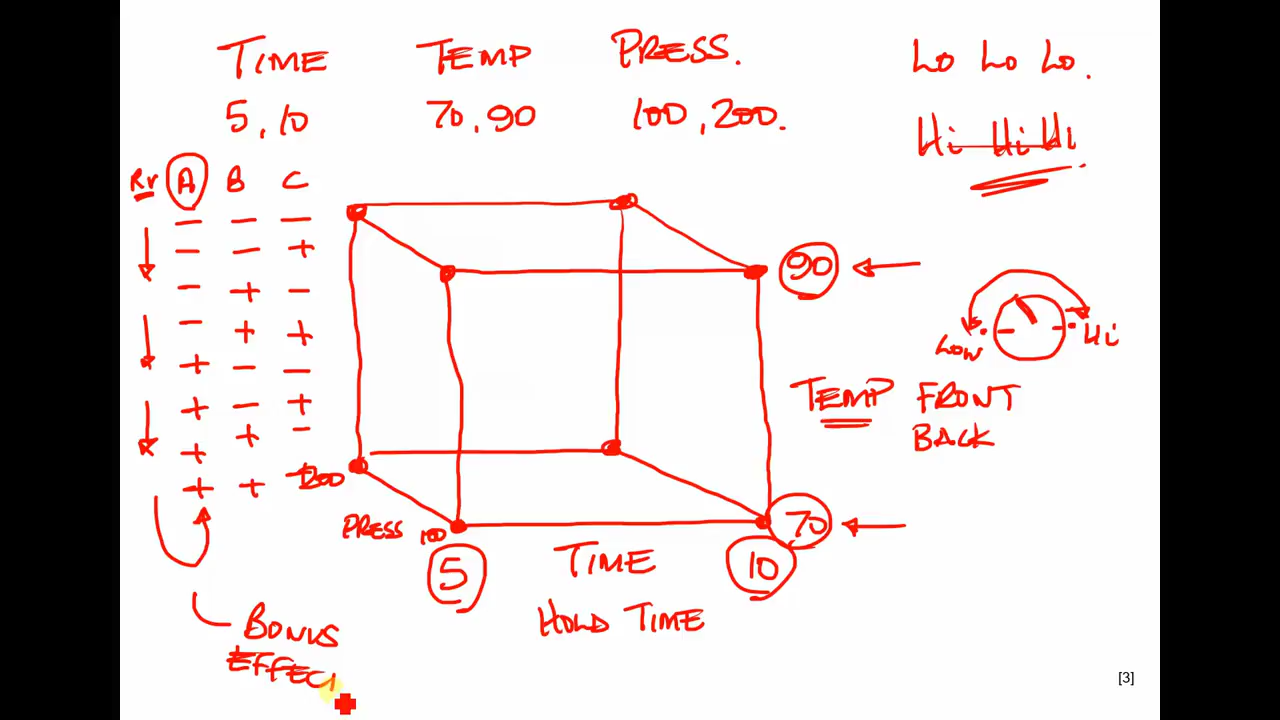 TIME TEMP PRESS. Lo Lo Lo.
5, 10 70, 90 100, 200. Hi Hi Hi
A B C
- - -
- - +
- + -
- + +
+ - -
+ - +
+ + -
+ +
200
90
LOW Hi
TEMP FRONT
BACK
PRESS 100
70
5 TIME 10
HOLD TIME
BONUS
EFFECT
[3]